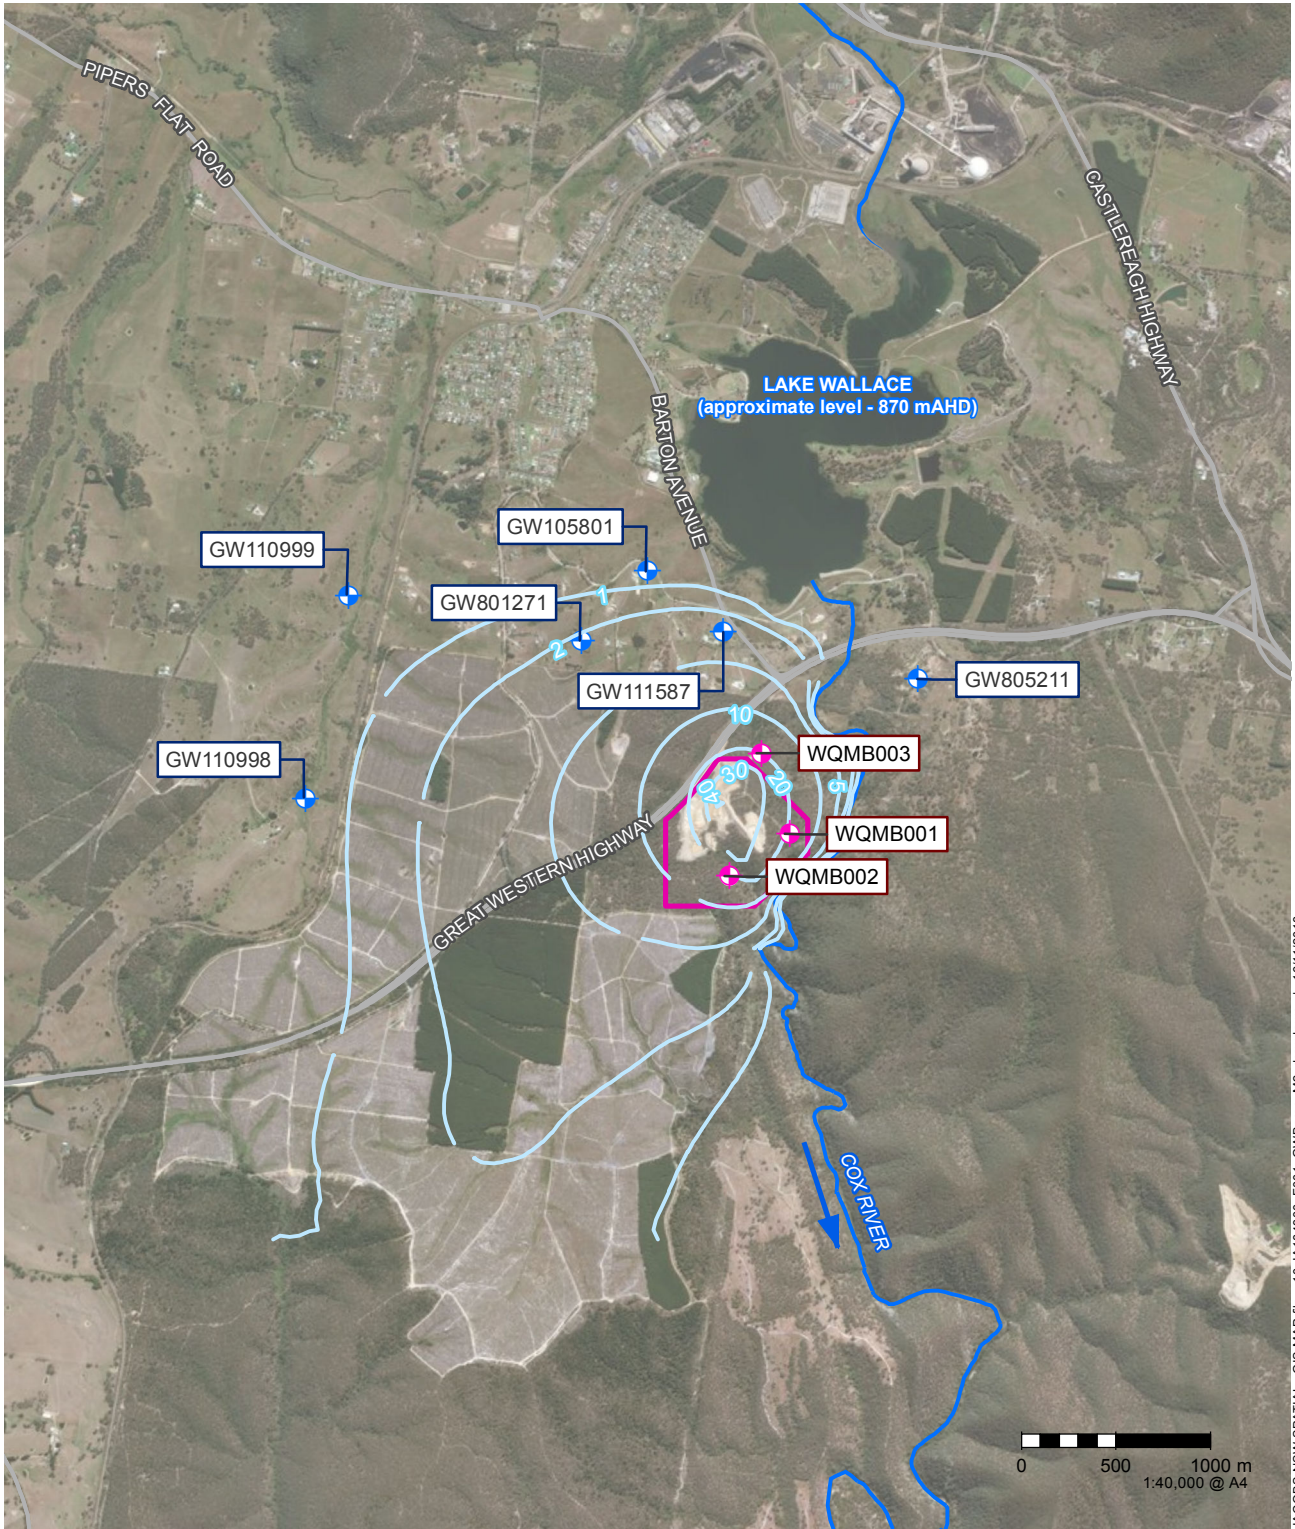 PIPERS FLAT ROAD
CASTLEREAGH HIGHWAY
LAKE WALLACE
(approximate level - 870 mAHD)
BARTON AVENUE
GW105801
GW110999
GW801271
1
2
GW111587
GW805211
10
GW110998
WQMB003
30
20
40
5
WQMB001
GREAT WESTERN HIGHWAY
WQMB002
COX RIVER
0 500 1000 m
1:40,000 @ A4